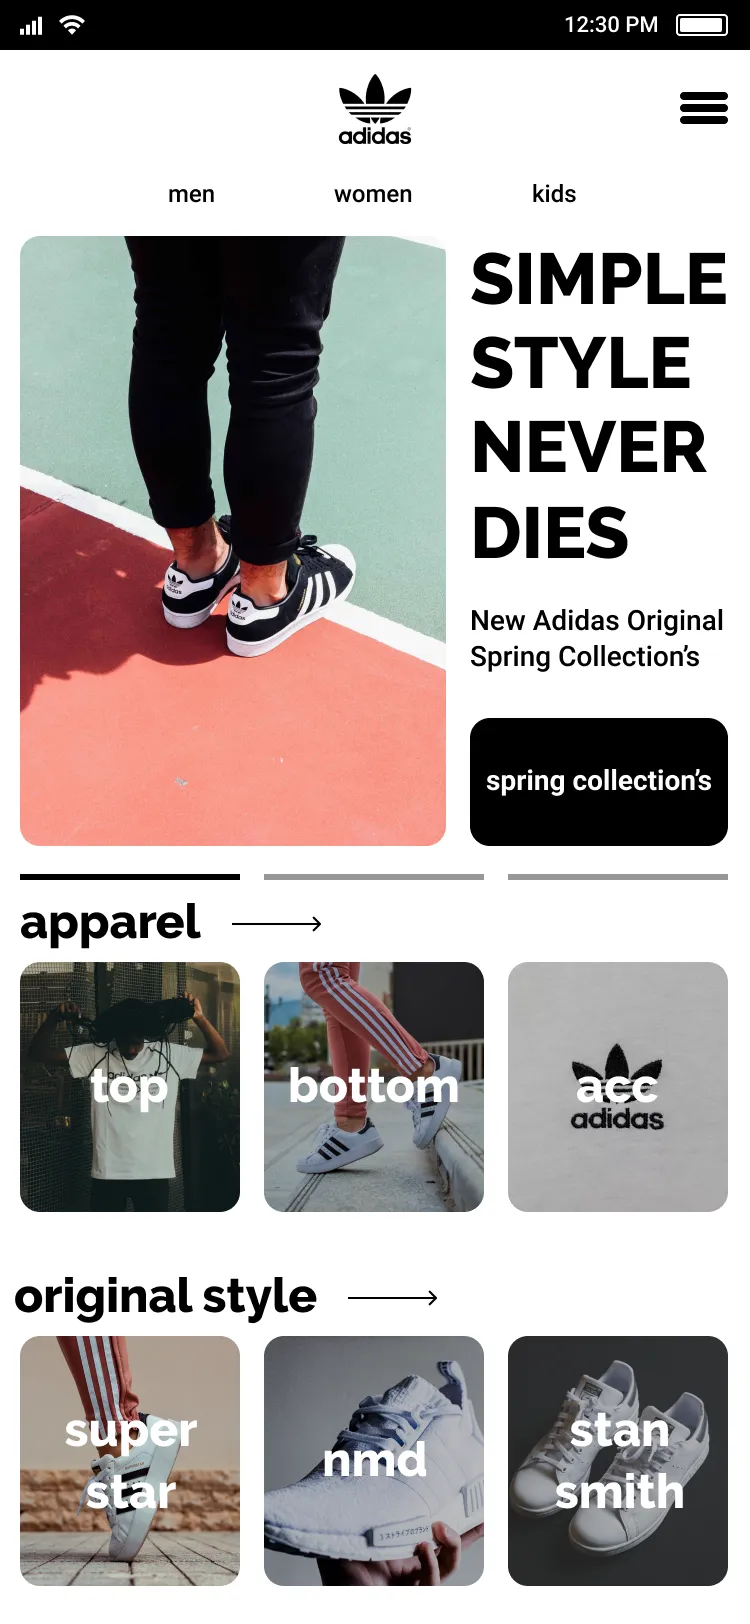 12:30 PM
adidas
men women kids
SIMPLE
STYLE
NEVER
DIES
New Adidas Original
Spring Collection’s
spring collection’s
apparel
top
bottom
acc
adidas
original style
super
star
nmd
stan
smith